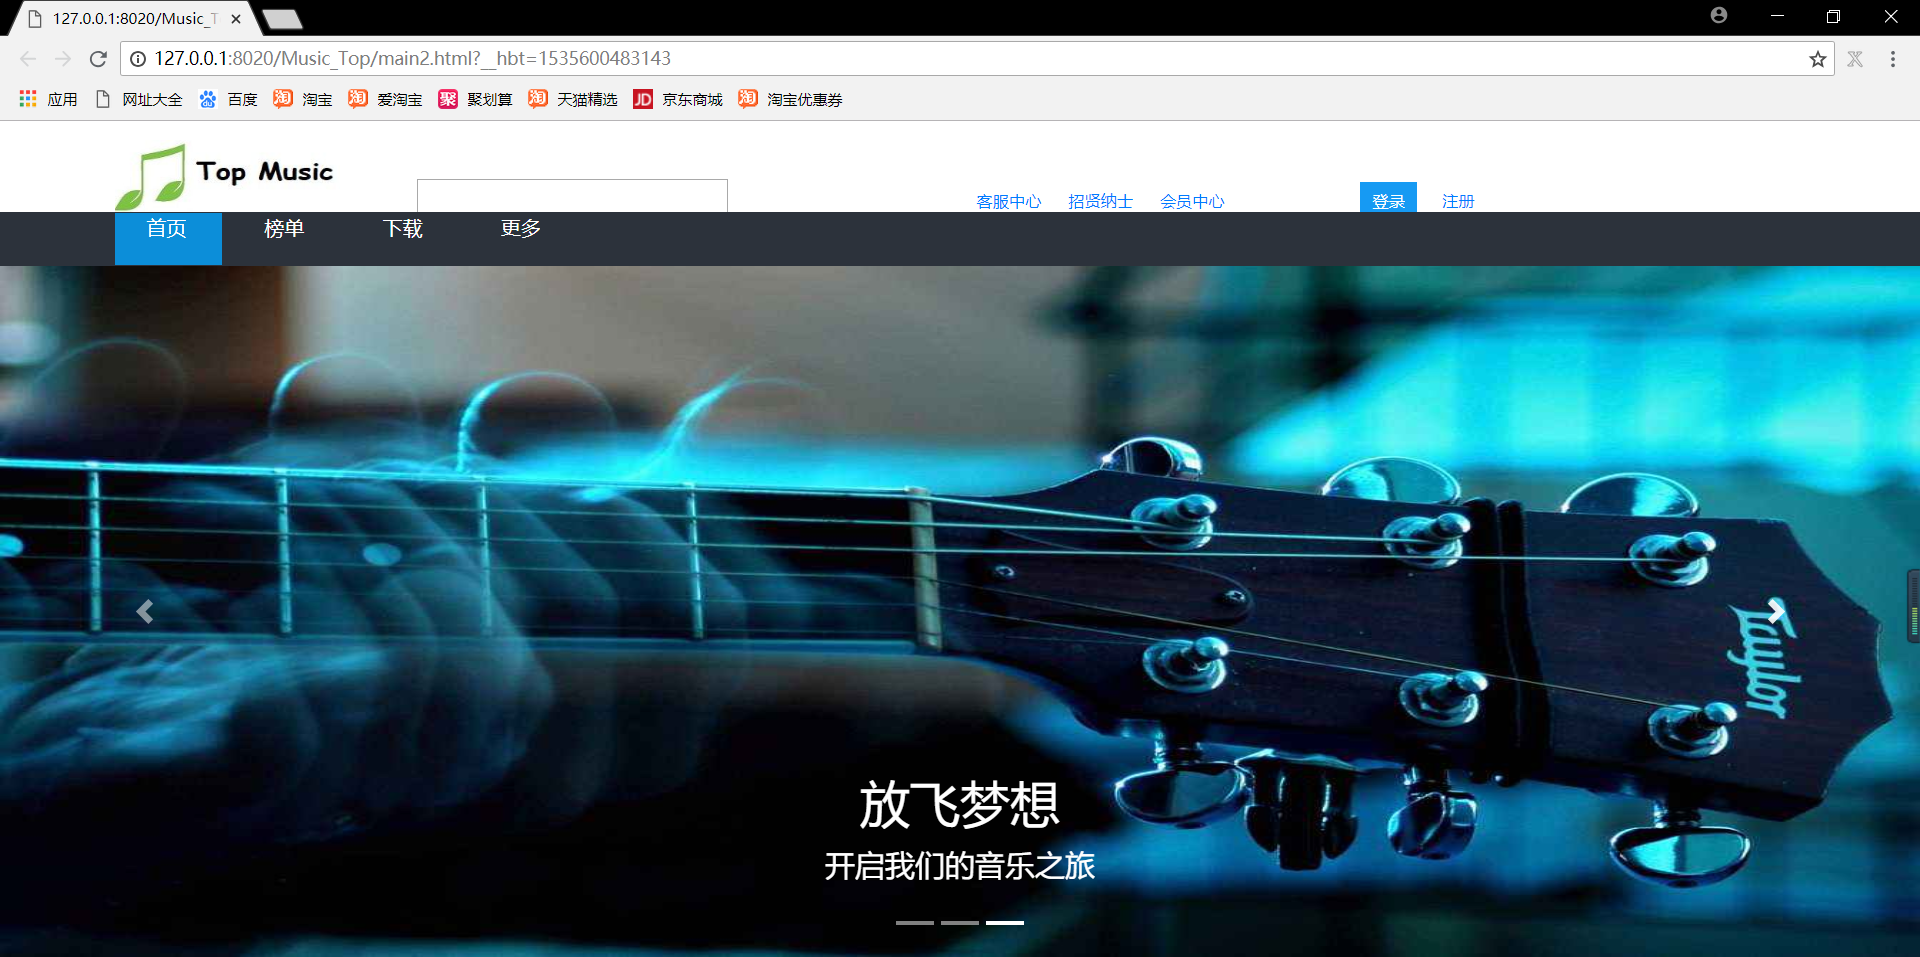 127.0.0.1:8020/Music_T
127.0.0.1:8020/Music_Top/main2.html?__hbt=1535600483143
应用 网址大全 百度 淘宝 爱淘宝 聚划算 天猫精选 京东商城 淘宝优惠券
Top Music
客服中心 招贤纳士 会员中心 登录 注册
首页 榜单 下载 更多
Taylor
放飞梦想
开启我们的音乐之旅